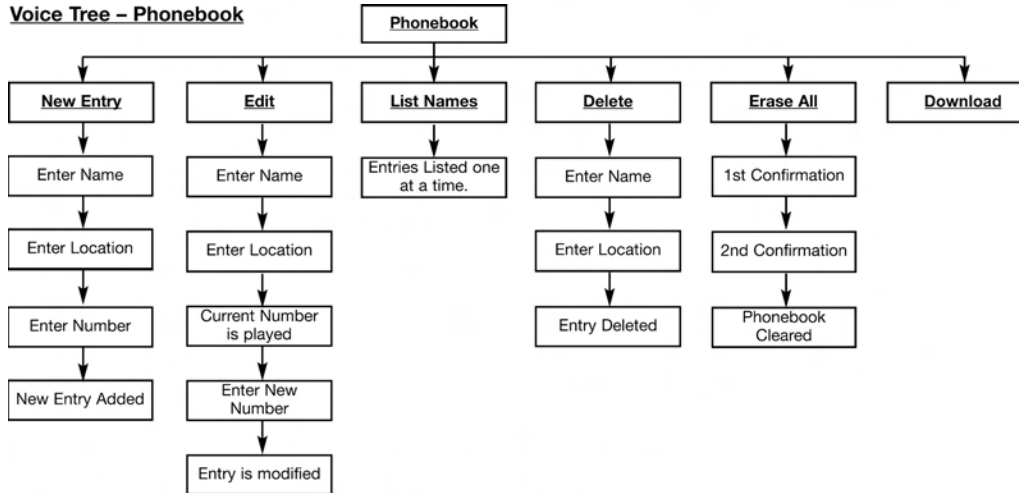 Voice Tree – Phonebook
Phonebook
New Entry
Edit
List Names
Delete
Erase All
Download
Enter Name
Enter Name
Entries Listed one
at a time.
Enter Name
1st Confirmation
Enter Location
Enter Location
Enter Location
2nd Confirmation
Enter Number
Current Number
is played
Entry Deleted
Phonebook
Cleared
New Entry Added
Enter New
Number
Entry is modified